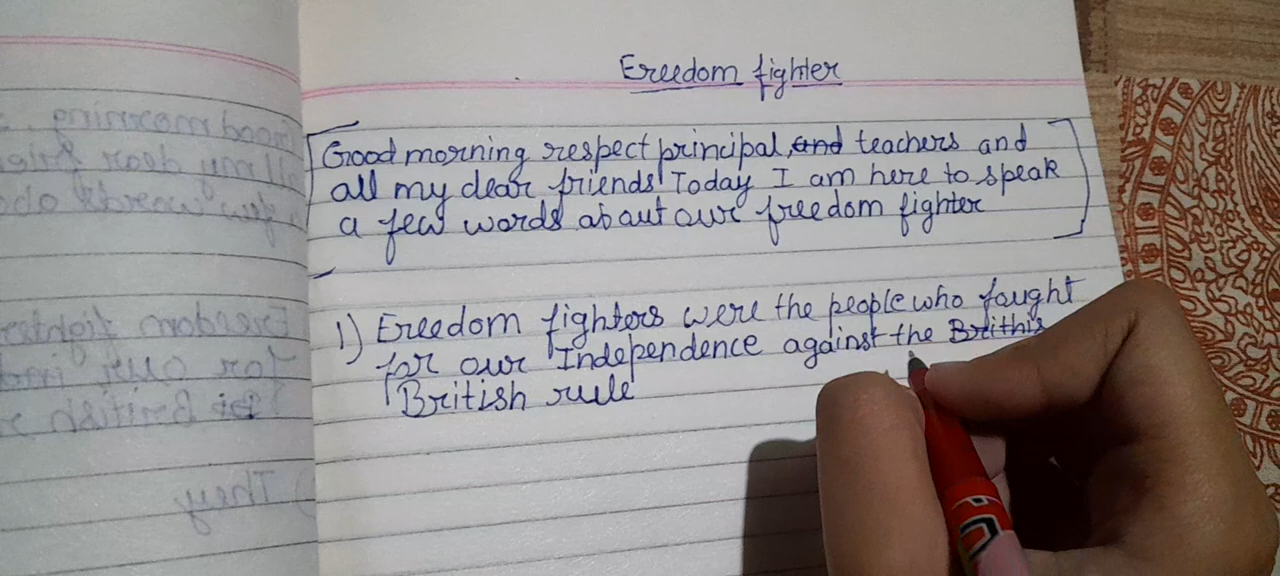 Freedom fighter
Good morning respect principal, and teachers and
all my dear friends Today I am here to speak
a few words about our freedom fighter
1) Freedom fighters were the people who fought
for our Independence against the Brithis
British rule